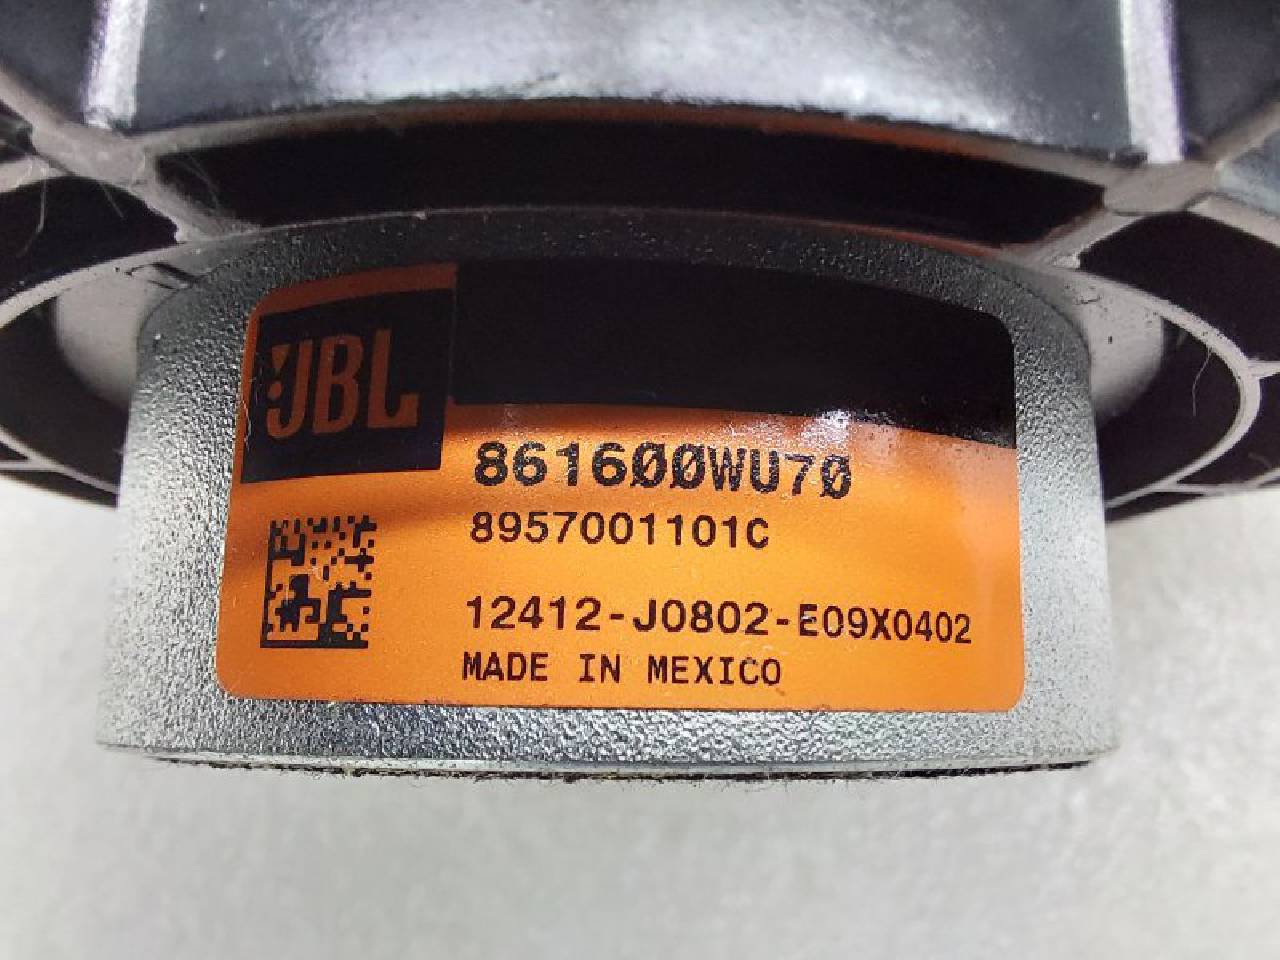 JBL
861600WU70
8957001101C
12412-J0802-E09X0402
MADE IN MEXICO